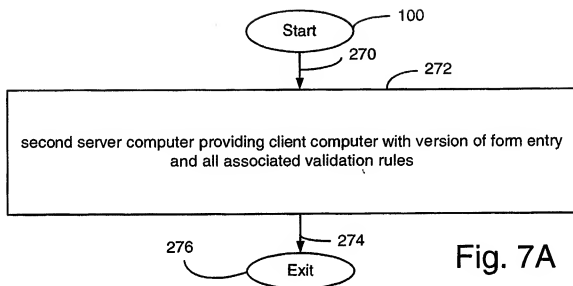 Start
100
270
272
second server computer providing client computer with version of form entry
and all associated validation rules
274
276
Exit
Fig. 7A